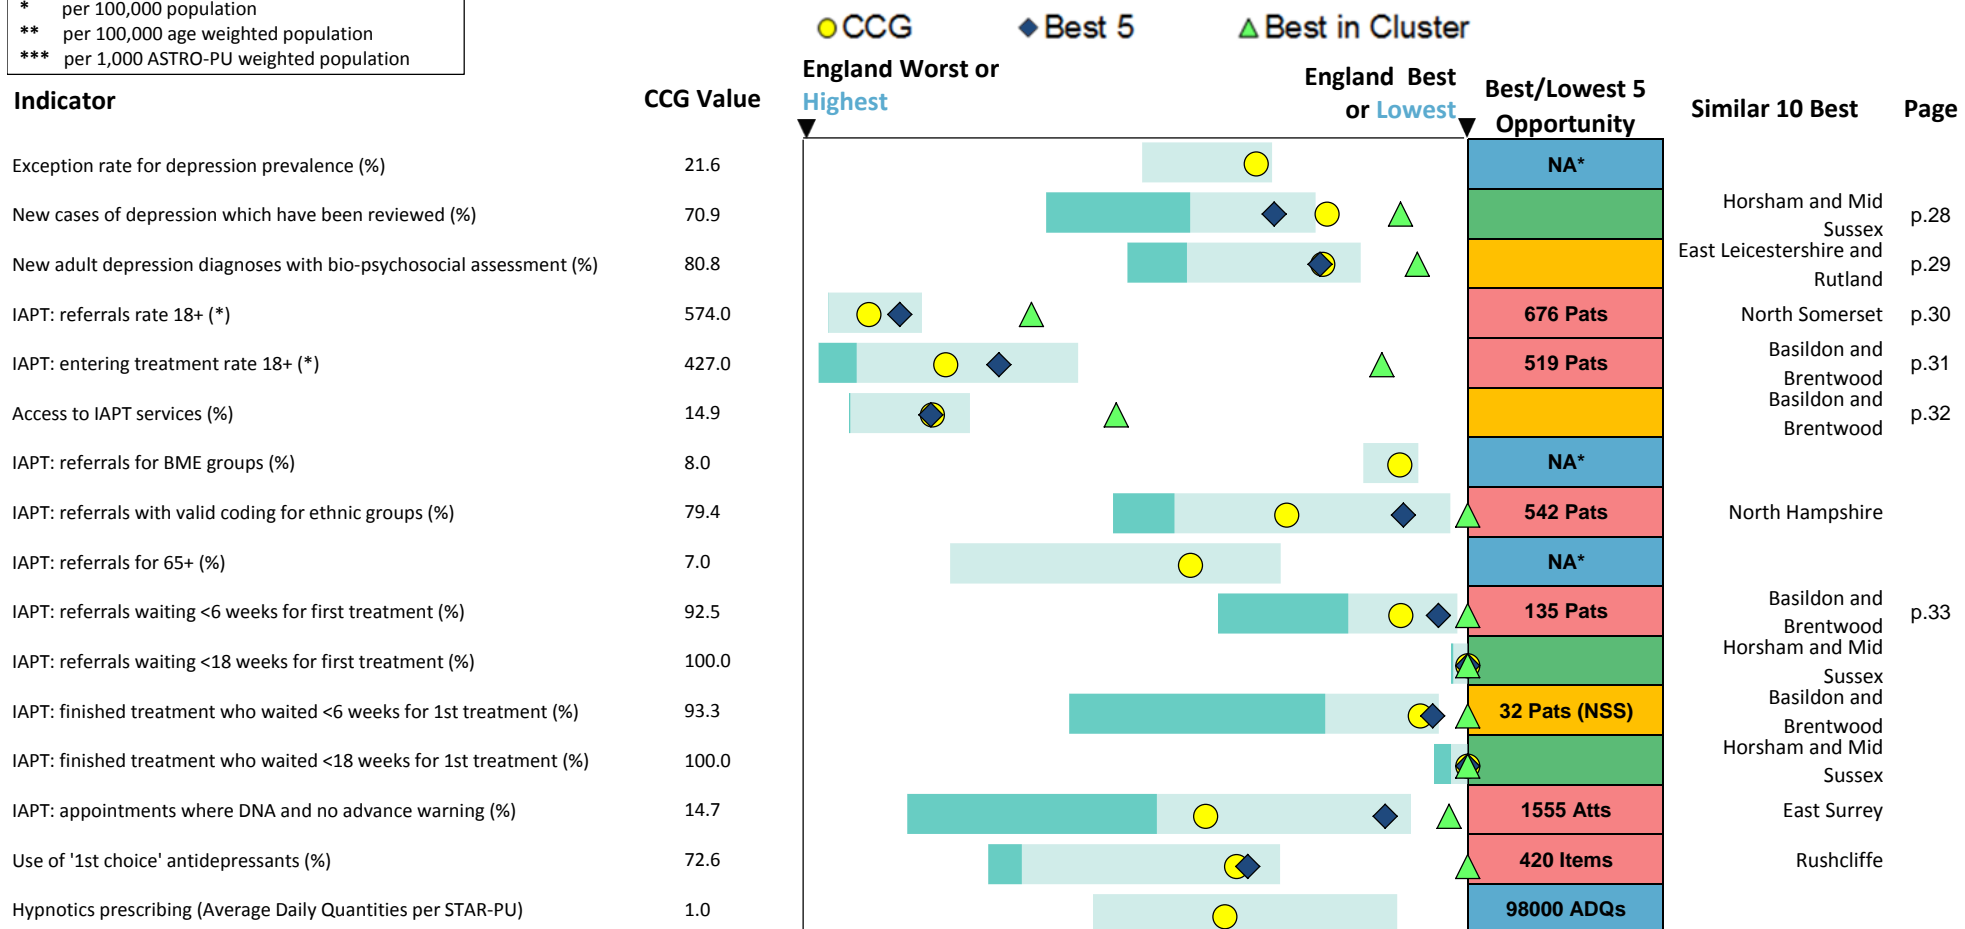 * per 100,000 population
** per 100,000 age weighted population
*** per 1,000 ASTRO-PU weighted population
CCG Best 5 Best in Cluster
Indicator
CCG Value
England Worst or
Highest
England Best
or Lowest
Best/Lowest 5
Opportunity
Similar 10 Best
Page
Exception rate for depression prevalence (%) 21.6 NA*
New cases of depression which have been reviewed (%) 70.9 Horsham and Mid
Sussex p.28
New adult depression diagnoses with bio-psychosocial assessment (%) 80.8 East Leicestershire and
Rutland p.29
IAPT: referrals rate 18+ (*) 574.0 676 Pats North Somerset p.30
IAPT: entering treatment rate 18+ (*) 427.0 519 Pats Basildon and
Brentwood p.31
Access to IAPT services (%) 14.9 Basildon and
Brentwood p.32
IAPT: referrals for BME groups (%) 8.0 NA*
IAPT: referrals with valid coding for ethnic groups (%) 79.4 542 Pats North Hampshire
IAPT: referrals for 65+ (%) 7.0 NA*
IAPT: referrals waiting <6 weeks for first treatment (%) 92.5 135 Pats Basildon and
Brentwood p.33
IAPT: referrals waiting <18 weeks for first treatment (%) 100.0 Horsham and Mid
Sussex
IAPT: finished treatment who waited <6 weeks for 1st treatment (%) 93.3 32 Pats (NSS) Basildon and
Brentwood
IAPT: finished treatment who waited <18 weeks for 1st treatment (%) 100.0 Horsham and Mid
Sussex
IAPT: appointments where DNA and no advance warning (%) 14.7 1555 Atts East Surrey
Use of '1st choice' antidepressants (%) 72.6 420 Items Rushcliffe
Hypnotics prescribing (Average Daily Quantities per STAR-PU) 1.0 98000 ADQs